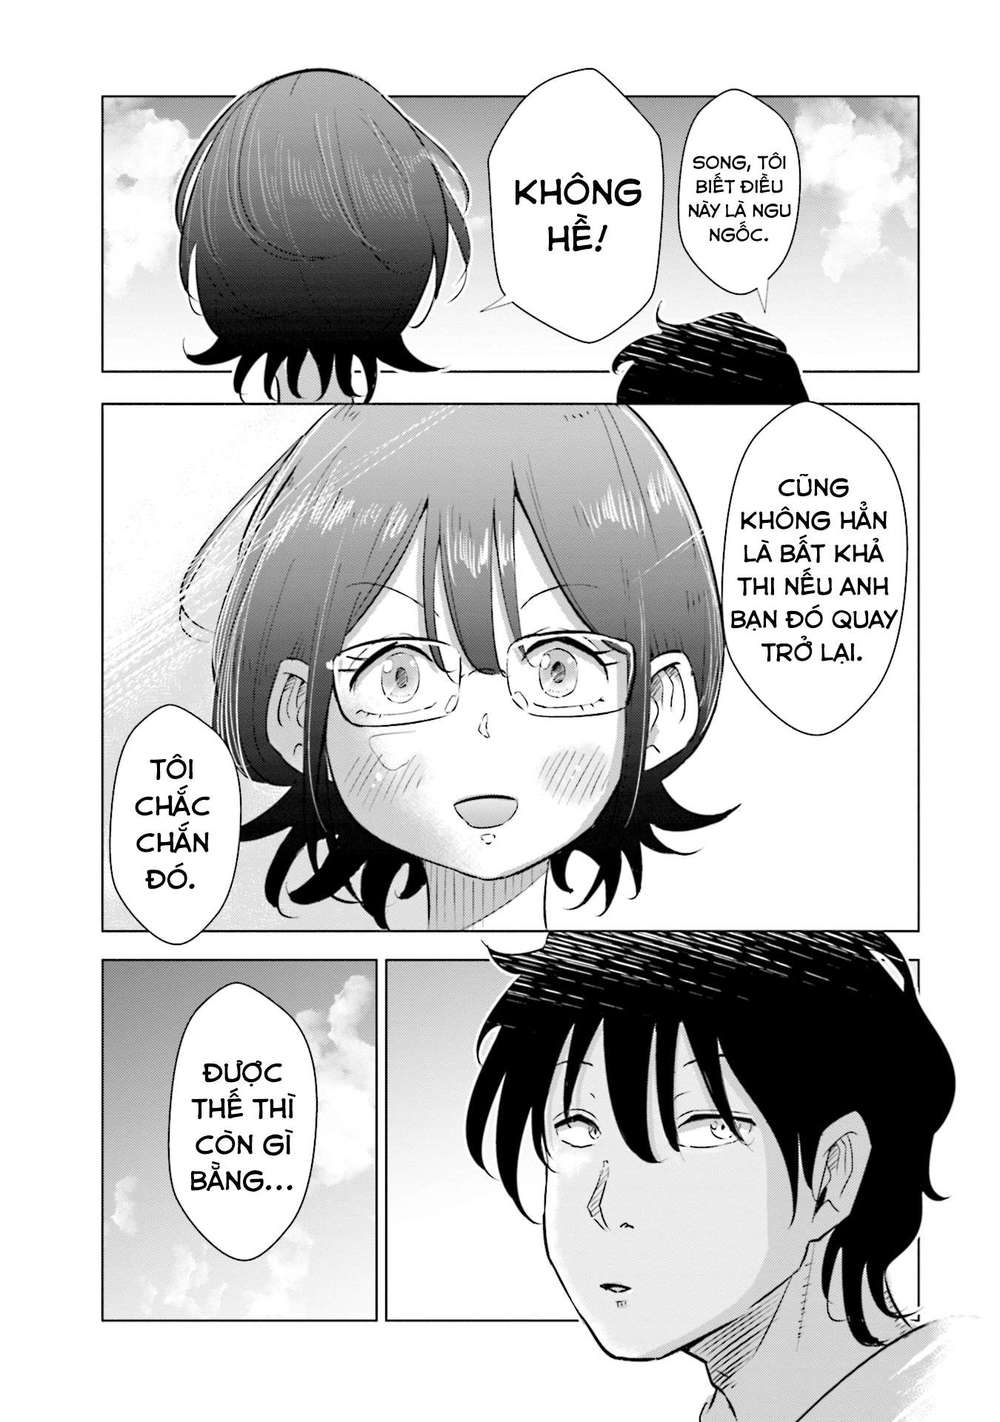 SONG, TÔI
BIẾT ĐIỀU
NÀY LÀ NGU
NGỐC.
KHÔNG
HỀ!
CŨNG
KHÔNG HẲN
LÀ BẤT KHẢ
THI NẾU ANH
BẠN ĐÓ QUAY
TRỞ LẠI.
TÔI
CHẮC
CHẮN
ĐÓ.
ĐƯỢC
THẾ THÌ
CÒN GÌ
BẰNG...